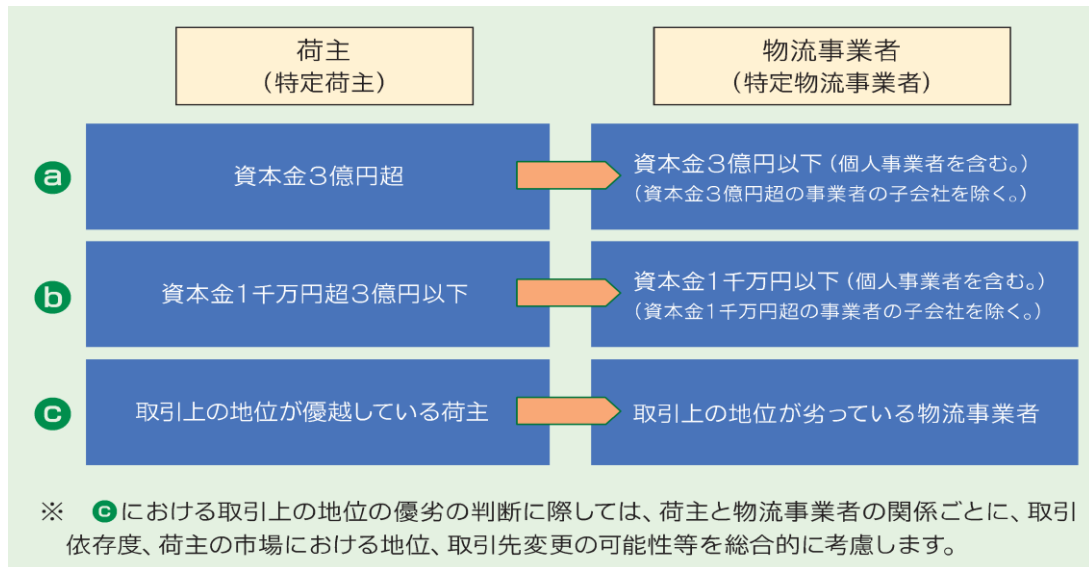 荷主
（特定荷主）
物流事業者
（特定物流事業者）
a
資本金3億円超
資本金3億円以下（個人事業者を含む。）
（資本金3億円超の事業者の子会社を除く。）
b
資本金1千万円超3億円以下
資本金1千万円以下（個人事業者を含む。）
（資本金1千万円超の事業者の子会社を除く。）
c
取引上の地位が優越している荷主
取引上の地位が劣っている物流事業者
※ cにおける取引上の地位の優劣の判断に際しては、荷主と物流事業者の関係ごとに、取引
依存度、荷主の市場における地位、取引先変更の可能性等を総合的に考慮します。